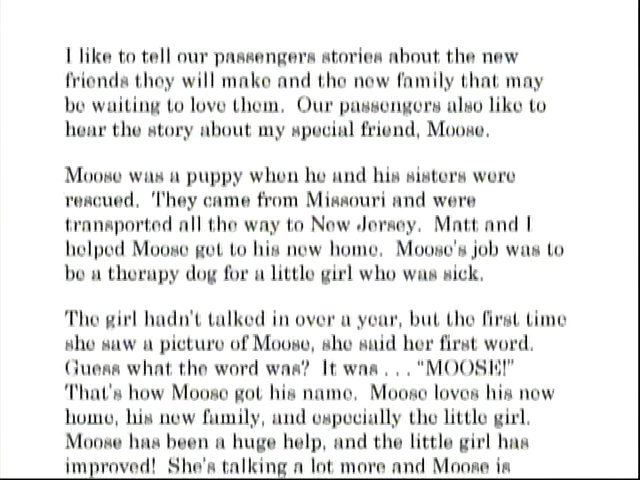 I like to tell our passengers stories about the new
friends they will make and the new family that may
be waiting to love them.  Our passengers also like to
hear the story about my special friend, Moose.
Moose was a puppy when he and his sisters were
rescued.  They came from Missouri and were
transported all the way to New Jersey.  Matt and I
helped Moose get to his new home.  Moose's job was to
be a therapy dog for a little girl who was sick.
The girl hadn't talked in over a year, but the first time
she saw a picture of Moose, she said her first word.
Guess what the word was?  It was . . . “MOOSE!”
That's how Moose got his name.  Moose loves his new
home, his new family, and especially the little girl.
Moose has been a huge help, and the little girl has
improved!  She's talking a lot more and Moose is